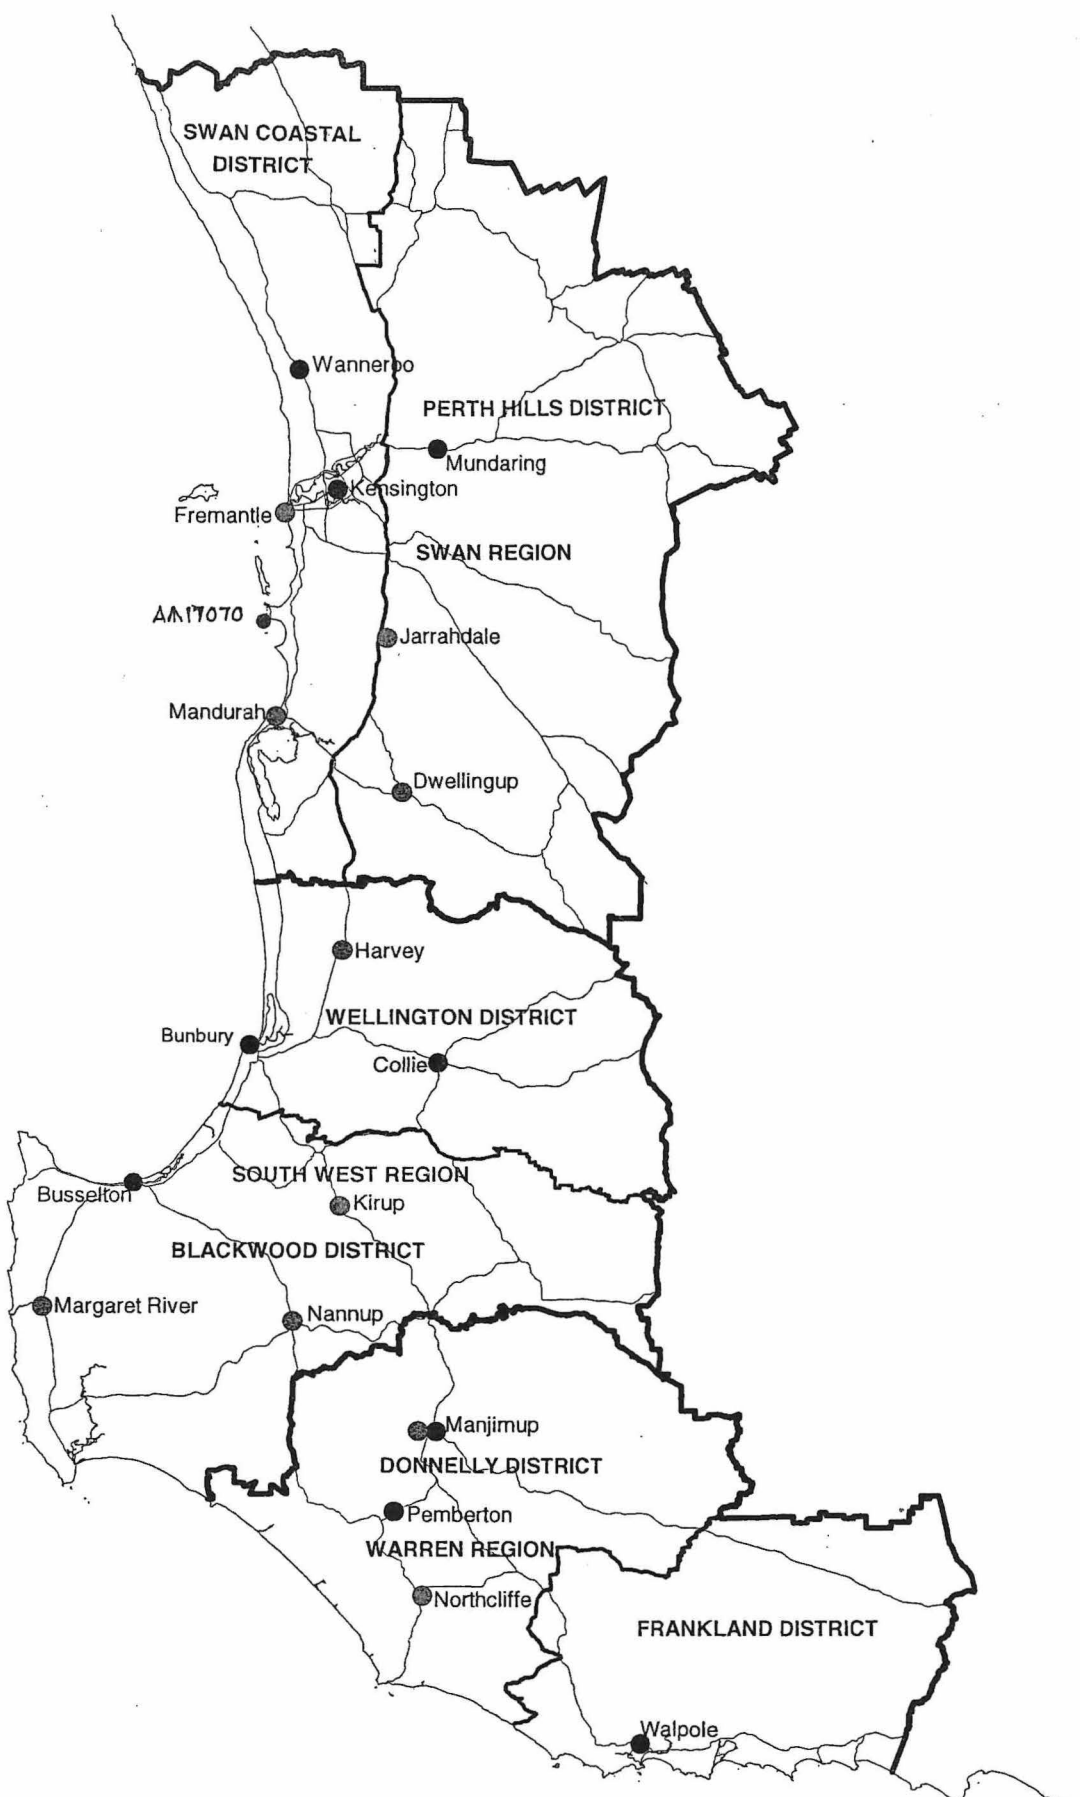 SWAN COASTAL
DISTRICT
Wanneroo
PERTH HILLS DISTRICT
Mundaring
Kensington
Fremantle
SWAN REGION
Jarrahdale
Mandurah
Dwellingup
Harvey
WELLINGTON DISTRICT
Bunbury
Collie
SOUTH WEST REGION
Busselton
Kirup
BLACKWOOD DISTRICT
Margaret River
Nannup
Manjimup
DONNELLY DISTRICT
Pemberton
WARREN REGION
Northcliffe
FRANKLAND DISTRICT
Walpole